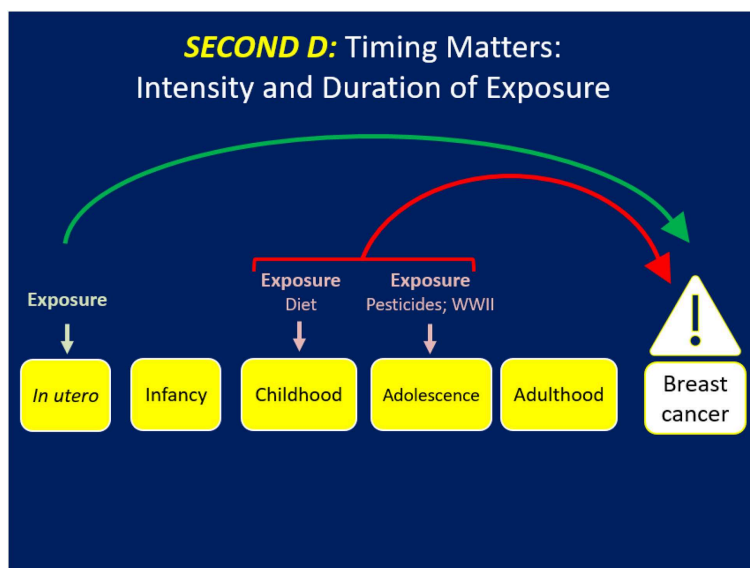 SECOND D: Timing Matters:
Intensity and Duration of Exposure
Exposure
Exposure
Diet
Exposure
Pesticides; WWII
In utero
Infancy
Childhood
Adolescence
Adulthood
Breast
cancer